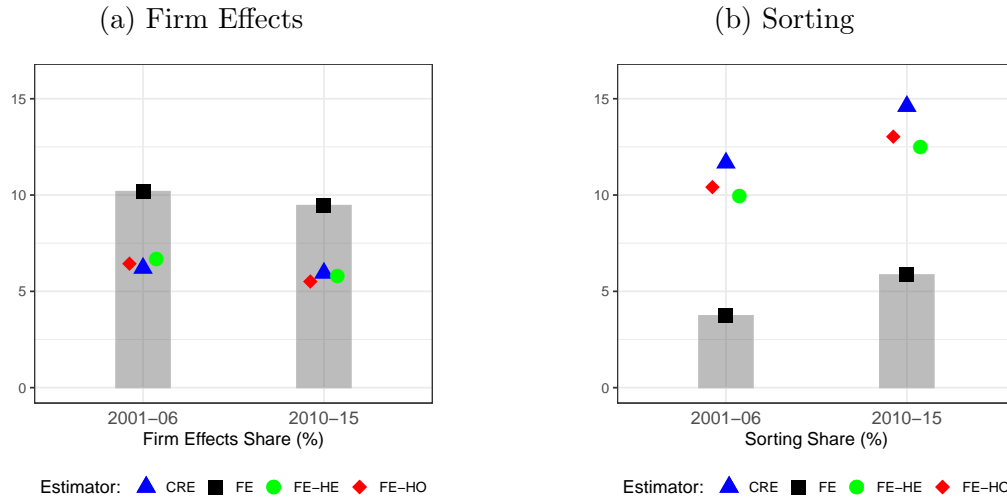 (a) Firm Effects
(b) Sorting
15
10
5
0
2001–06 2010–15
Firm Effects Share (%)
Estimator: CRE FE FE–HE FE–HO
15
10
5
0
2001–06 2010–15
Sorting Share (%)
Estimator: CRE FE FE–HE FE–HO